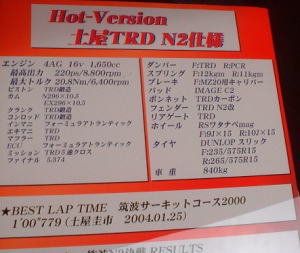 Hot-Version
土屋TRD N2仕様
エンジン 4AG 16v 1,650cc
最高出力 220ps/8,800rpm
最大トルク 20.8Nm/6,400rpm
ピストン TRD鍛造
カム N296×10.5
EX296×10.5
クランク TRD鍛造
コンロッド TRD鍛造
インマニ フォーミュラアトランティック
エキマニ TRD
マフラー TRD
ECU フォーミュラアトランティック
ミッション TRD5速クロス
ファイナル 5.374
ダンパー F:TRD R:PCR
スプリング F:12kgm R:11kgm
ブレーキ F:MZ20用キャリパー
パッド IMAGE C2
ボンネット TRDカーボン
フェンダー TRD N2改
リアゲート TRD
ホイール RSワタナベmag
F:9J×15 R:10J×15
タイヤ DUNLOP スリック
F:235/575R15
R:265/575R15
車重 840kg
★BEST LAP TIME 筑波サーキットコース2000
1'00"779 (土屋圭市 2004.01.25)
RESULTS